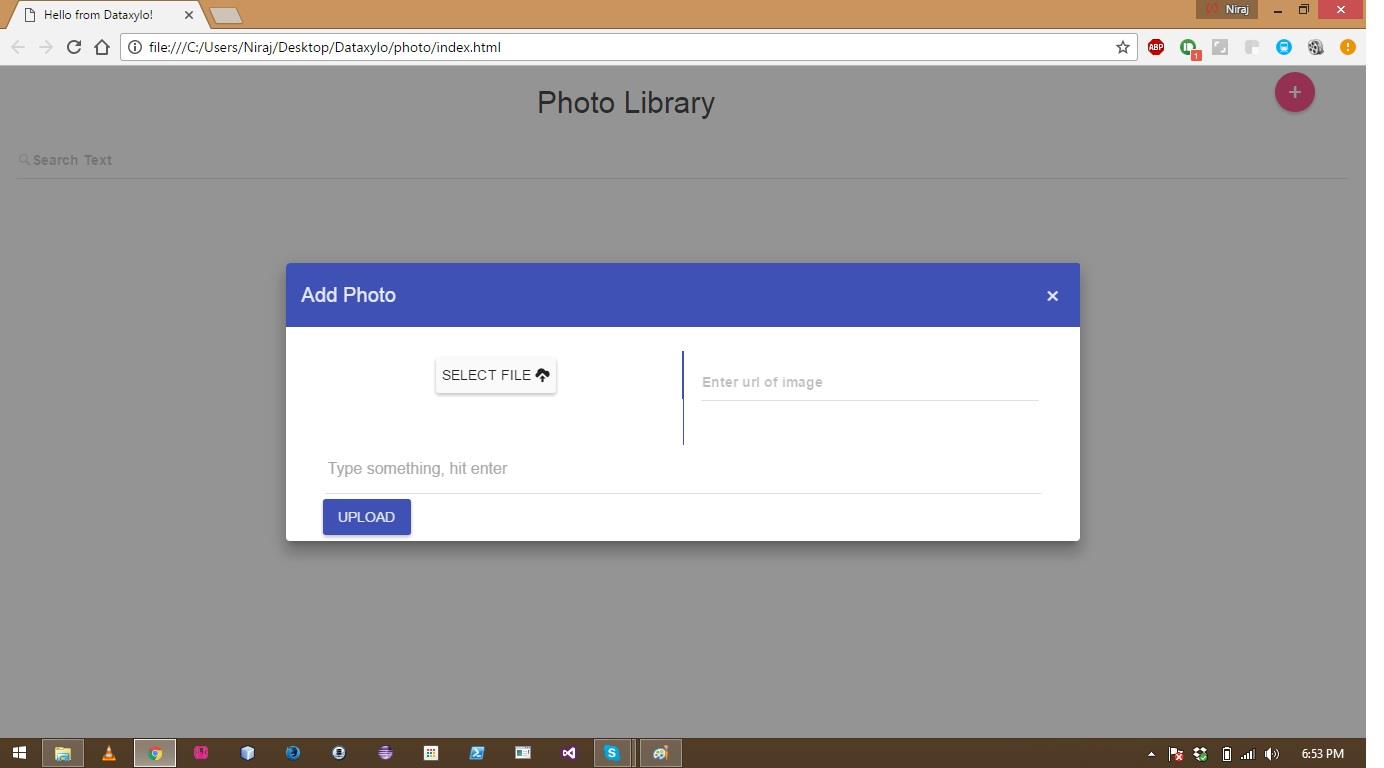 Hello from Dataxylo!
Niraj
file:///C:/Users/Niraj/Desktop/Dataxylo/photo/index.html
ABP
1
Photo Library
+
Search Text
Add Photo
×
SELECT FILE
Enter url of image
Type something, hit enter
UPLOAD
6:53 PM